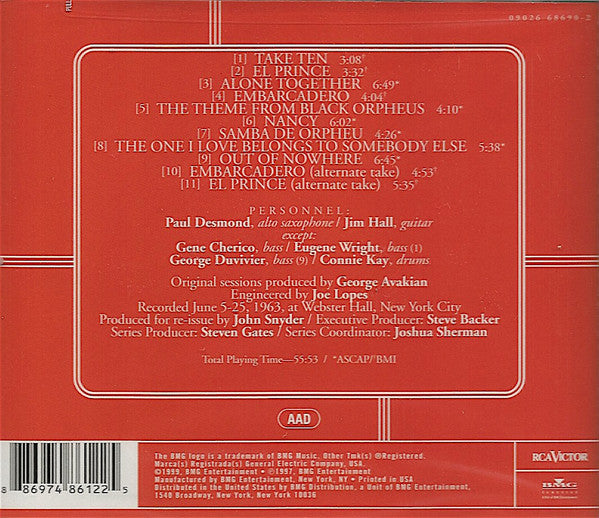 PULL
09026 68690-2
[1] TAKE TEN 3:08†
[2] EL PRINCE 3:32†
[3] ALONE TOGETHER 6:49*
[4] EMBARCADERO 4:04†
[5] THE THEME FROM BLACK ORPHEUS 4:10*
[6] NANCY 6:02*
[7] SAMBA DE ORPHEU 4:26*
[8] THE ONE I LOVE BELONGS TO SOMEBODY ELSE 5:38*
[9] OUT OF NOWHERE 6:45*
[10] EMBARCADERO (alternate take) 4:53†
[11] EL PRINCE (alternate take) 5:35†
PERSONNEL:
Paul Desmond, alto saxophone / Jim Hall, guitar
except:
Gene Cherico, bass / Eugene Wright, bass (1)
George Duvivier, bass (9) / Connie Kay, drums
Original sessions produced by George Avakian
Engineered by Joe Lopes
Recorded June 5-25, 1963, at Webster Hall, New York City
Produced for re-issue by John Snyder / Executive Producer: Steve Backer
Series Producer: Steven Gates / Series Coordinator: Joshua Sherman
Total Playing Time—55:53 / *ASCAP/†BMI
AAD
8 86974 86122 5
The BMG logo is a trademark of BMG Music. Other Tmk(s) ®Registered.
Marca(s) Registrada(s) General Electric Company, USA.
©1999, BMG Entertainment • ℗1997, BMG Entertainment
Manufactured by BMG Entertainment, New York, NY • Printed in USA
Distributed in the United States by BMG Distribution, a Unit of BMG Entertainment,
1540 Broadway, New York, New York 10036
RCA VICTOR
BMG